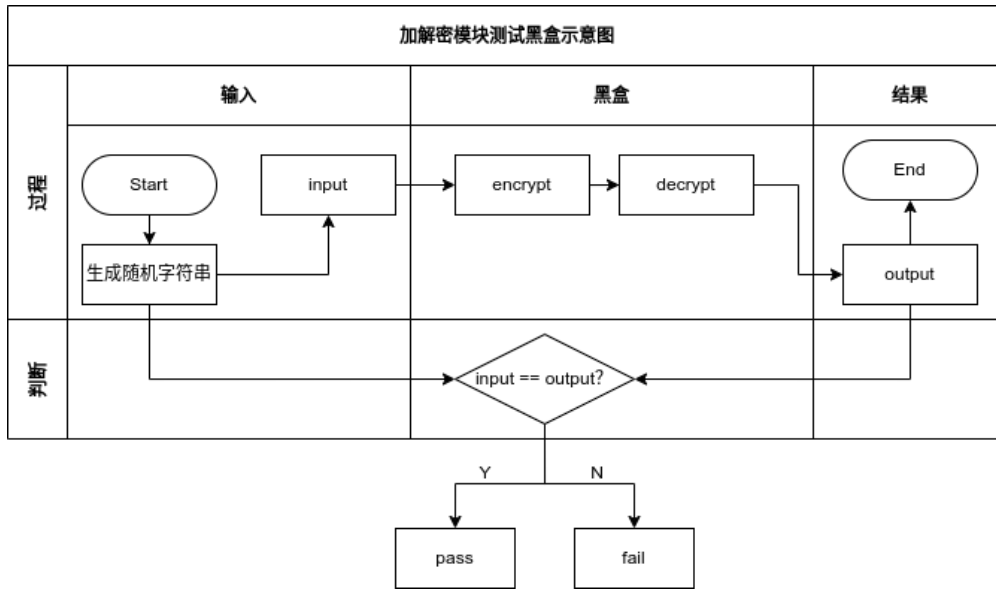 加解密模块测试黑盒示意图
输入
黑盒
结果
过程
Start
input
encrypt
decrypt
End
生成随机字符串
output
判断
input == output?
Y
N
pass
fail